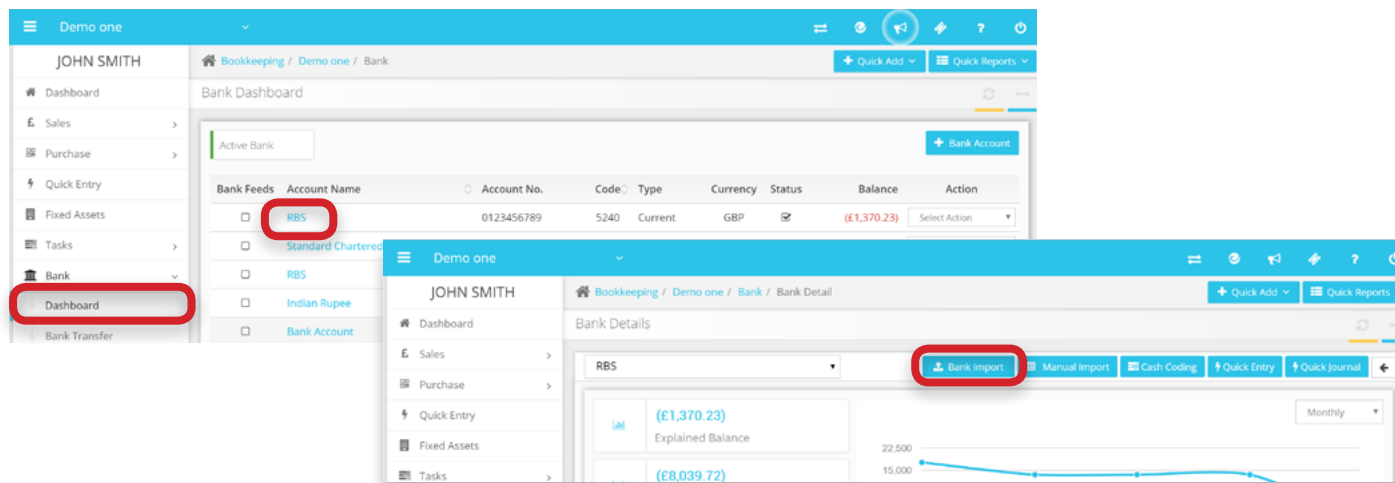 Demo one
JOHN SMITH
Dashboard
£ Sales
Purchase
Quick Entry
Fixed Assets
Tasks
Bank
Dashboard
Bank Transfer
Bookkeeping / Demo one / Bank
+ Quick Add
Quick Reports
Bank Dashboard
Active Bank
+ Bank Account
Bank Feeds Account Name Account No. Code Type Currency Status Balance Action
RBS 0123456789 5240 Current GBP (£1,370.23) Select Action
Standard Chartered
RBS
Indian Rupee
Bank Account
Demo one
?
JOHN SMITH
Dashboard
£ Sales
Purchase
Quick Entry
Fixed Assets
Tasks
Bookkeeping / Demo one / Bank / Bank Detail
+ Quick Add
Quick Reports
Bank Details
RBS
Bank Import
Manual Import
Cash Coding
Quick Entry
Quick Journal
(£1,370.23)
Explained Balance
(£8,039.72)
Monthly
22,500
15,000